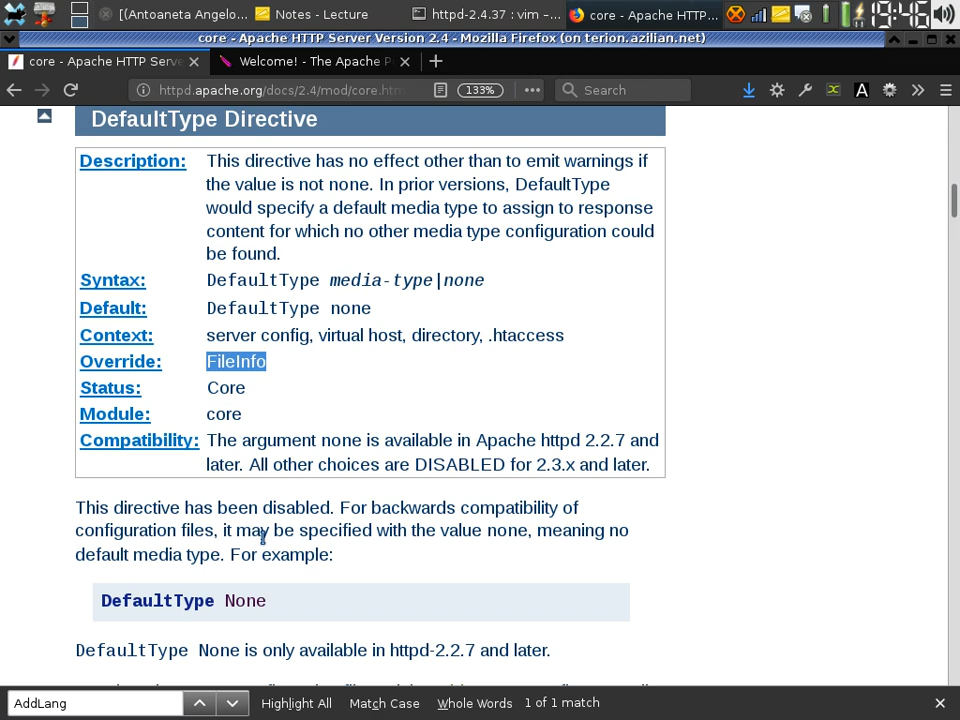 [(Antoaneta Angelo...
Notes - Lecture
httpd-2.4.37 : vim –...
core - Apache HTTP...
19:46
core - Apache HTTP Server Version 2.4 - Mozilla Firefox (on terion.azilian.net)
core - Apache HTTP Serve
Welcome! - The Apache P
httpd.apache.org/docs/2.4/mod/core.htm
133%
Search
A
DefaultType Directive
Description: This directive has no effect other than to emit warnings if
the value is not none. In prior versions, DefaultType
would specify a default media type to assign to response
content for which no other media type configuration could
be found.
Syntax: DefaultType media-type|none
Default: DefaultType none
Context: server config, virtual host, directory, .htaccess
Override: FileInfo
Status: Core
Module: core
Compatibility: The argument none is available in Apache httpd 2.2.7 and
later. All other choices are DISABLED for 2.3.x and later.
This directive has been disabled. For backwards compatibility of
configuration files, it may be specified with the value none, meaning no
default media type. For example:
DefaultType None
DefaultType None is only available in httpd-2.2.7 and later.
AddLang
Highlight All
Match Case
Whole Words
1 of 1 match